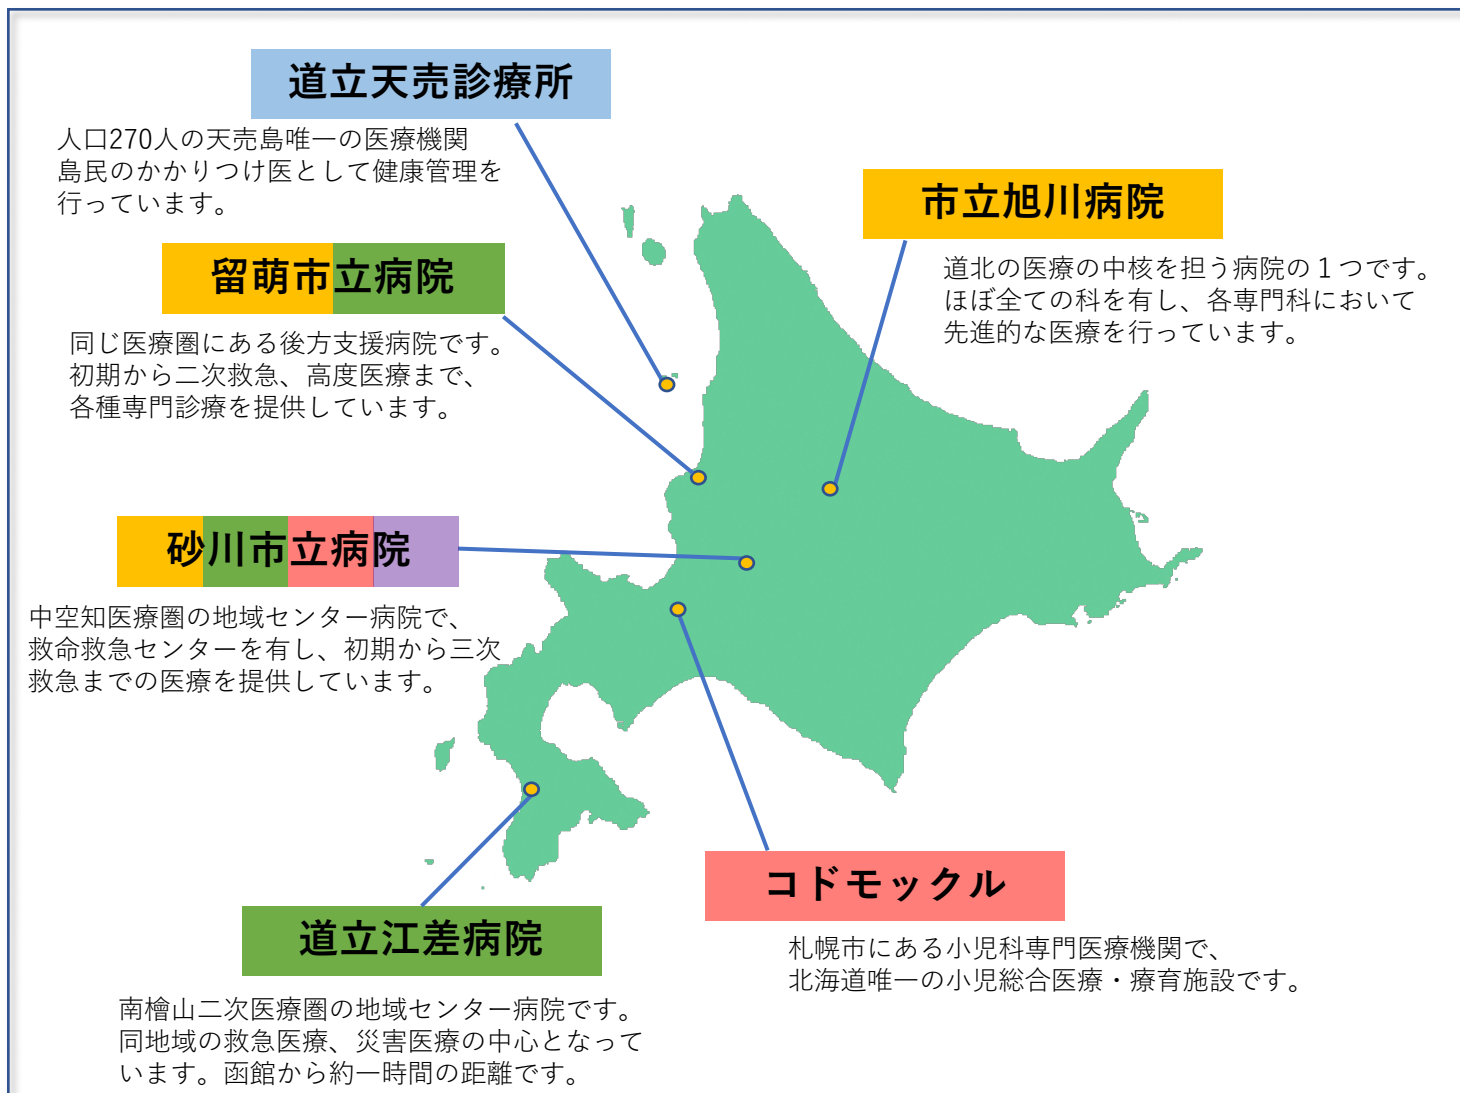 道立天売診療所
人口270人の天売島唯一の医療機関
島民のかかりつけ医として健康管理を
行っています。
市立旭川病院
道北の医療の中核を担う病院の１つです。
ほぼ全ての科を有し、各専門科において
先進的な医療を行っています。
留萌市立病院
同じ医療圏にある後方支援病院です。
初期から二次救急、高度医療まで、
各種専門診療を提供しています。
砂川市立病院
中空知医療圏の地域センター病院で、
救命救急センターを有し、初期から三次
救急までの医療を提供しています。
コドモックル
札幌市にある小児科専門医療機関で、
北海道唯一の小児総合医療・療育施設です。
道立江差病院
南檜山二次医療圏の地域センター病院です。
同地域の救急医療、災害医療の中心となって
います。函館から約一時間の距離です。